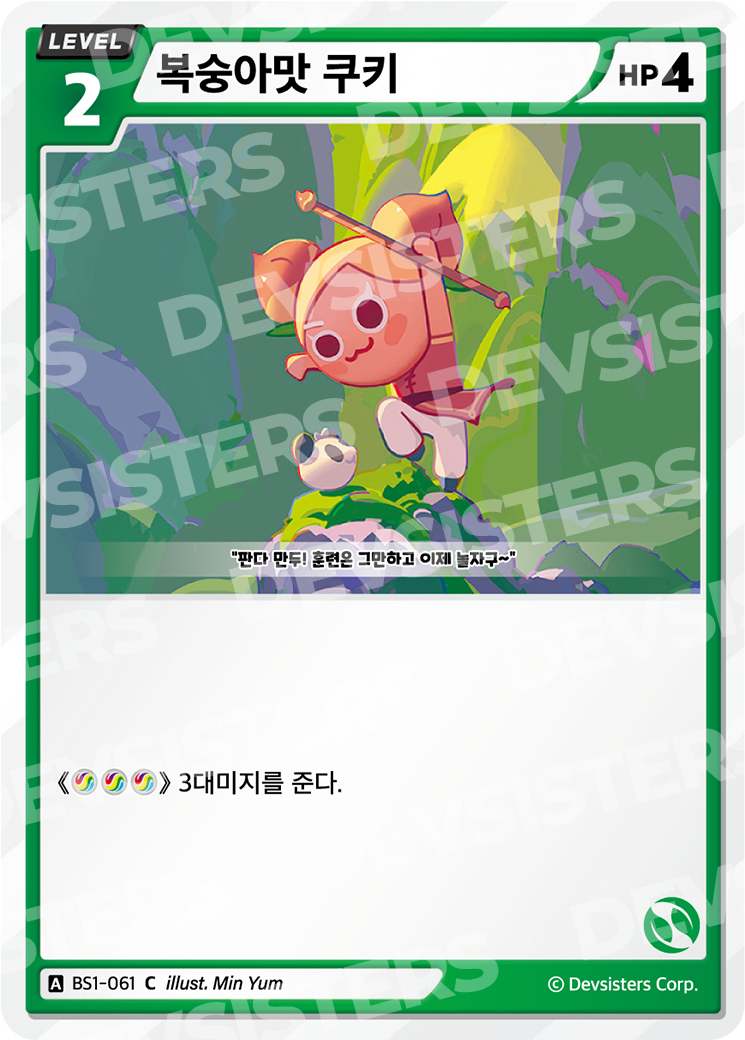 LEVEL
2
복숭아맛 쿠키
HP 4
"판다 만두! 훈련은 그만하고 이제 놀자구~"
《》 3대미지를 준다.
A BS1-061 C illust. Min Yum
© Devsisters Corp.
DEVSISTERS